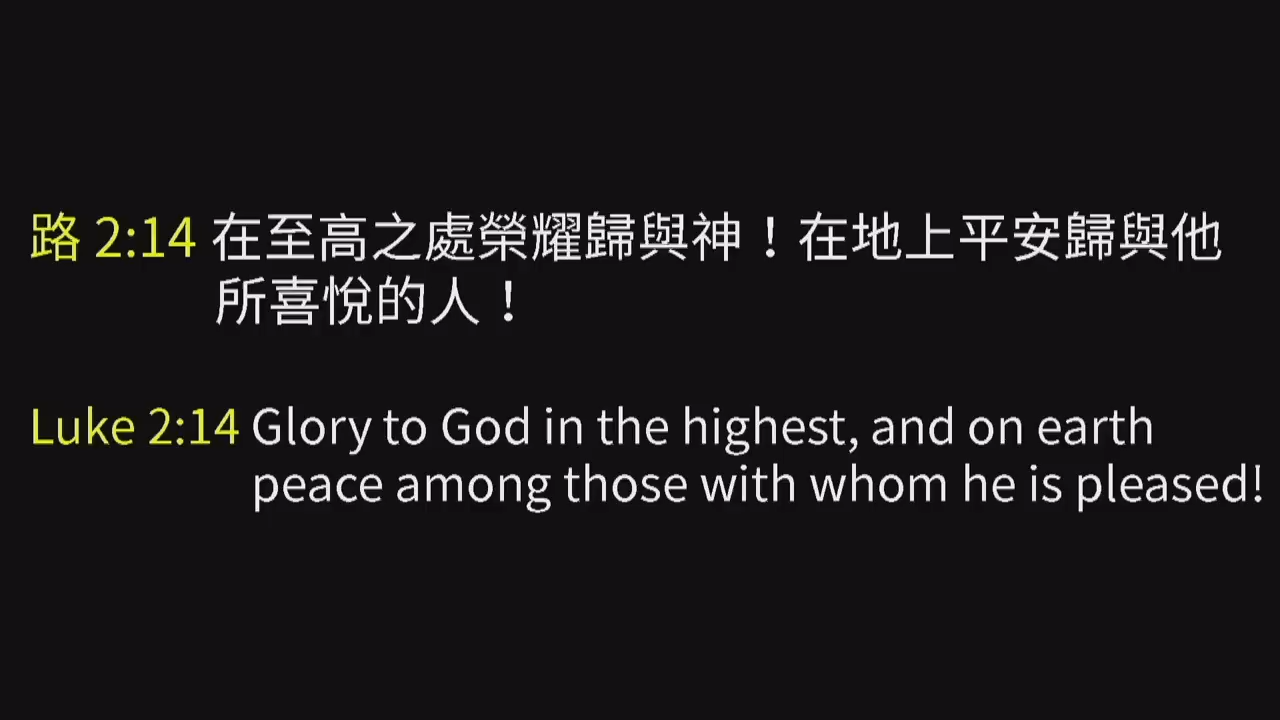 路 2:14 在至高之處榮耀歸與神！在地上平安歸與他
所喜悅的人！
Luke 2:14 Glory to God in the highest, and on earth
peace among those with whom he is pleased!